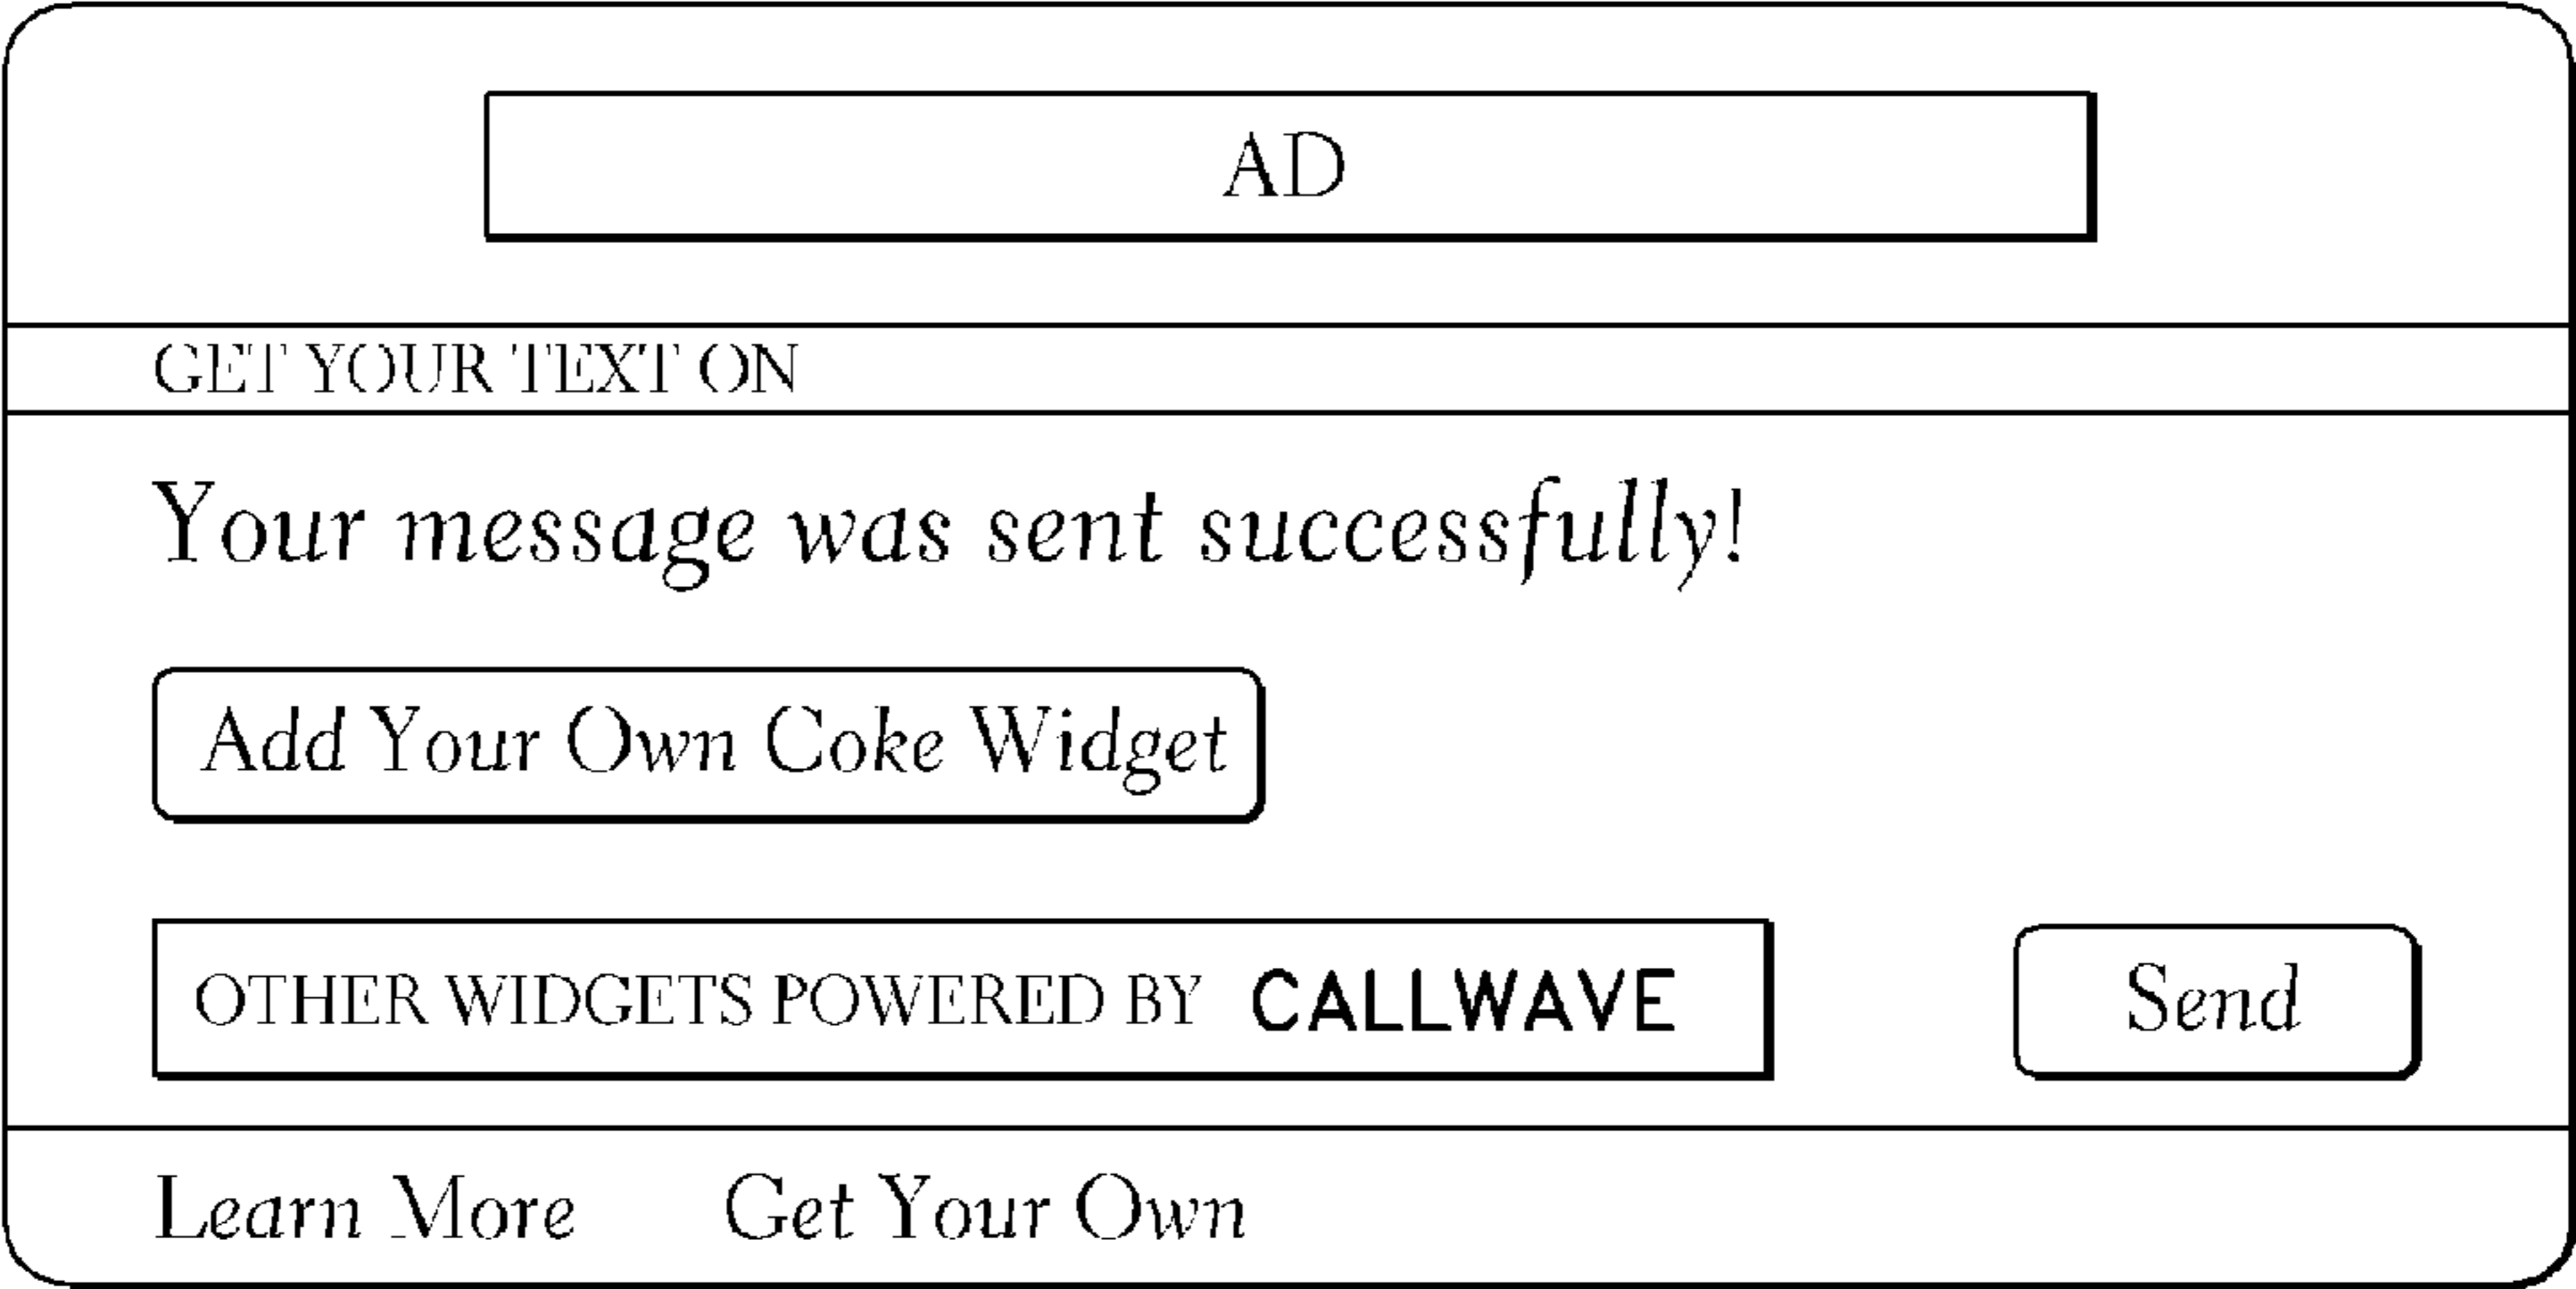 AD
GET YOUR TEXT ON
Your message was sent successfully!
Add Your Own Coke Widget
OTHER WIDGETS POWERED BY CALLWAVE
Send
Learn More Get Your Own